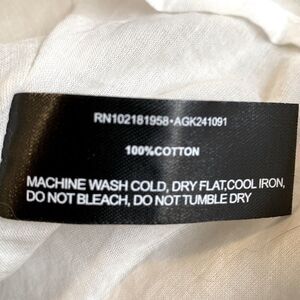 RN102181958•AGK241091
100%COTTON
MACHINE WASH COLD, DRY FLAT,COOL IRON,
DO NOT BLEACH, DO NOT TUMBLE DRY